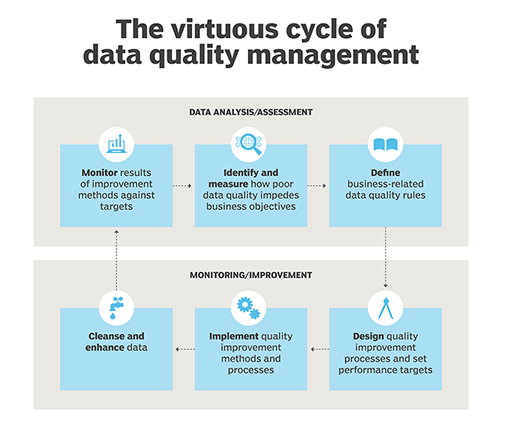 The virtuous cycle of
data quality management
DATA ANALYSIS/ASSESSMENT
Monitor results
of improvement
methods against
targets
Identify and
measure how poor
data quality impedes
business objectives
Define
business-related
data quality rules
MONITORING/IMPROVEMENT
Cleanse and
enhance data
Implement quality
improvement
methods and
processes
Design quality
improvement
processes and set
performance targets